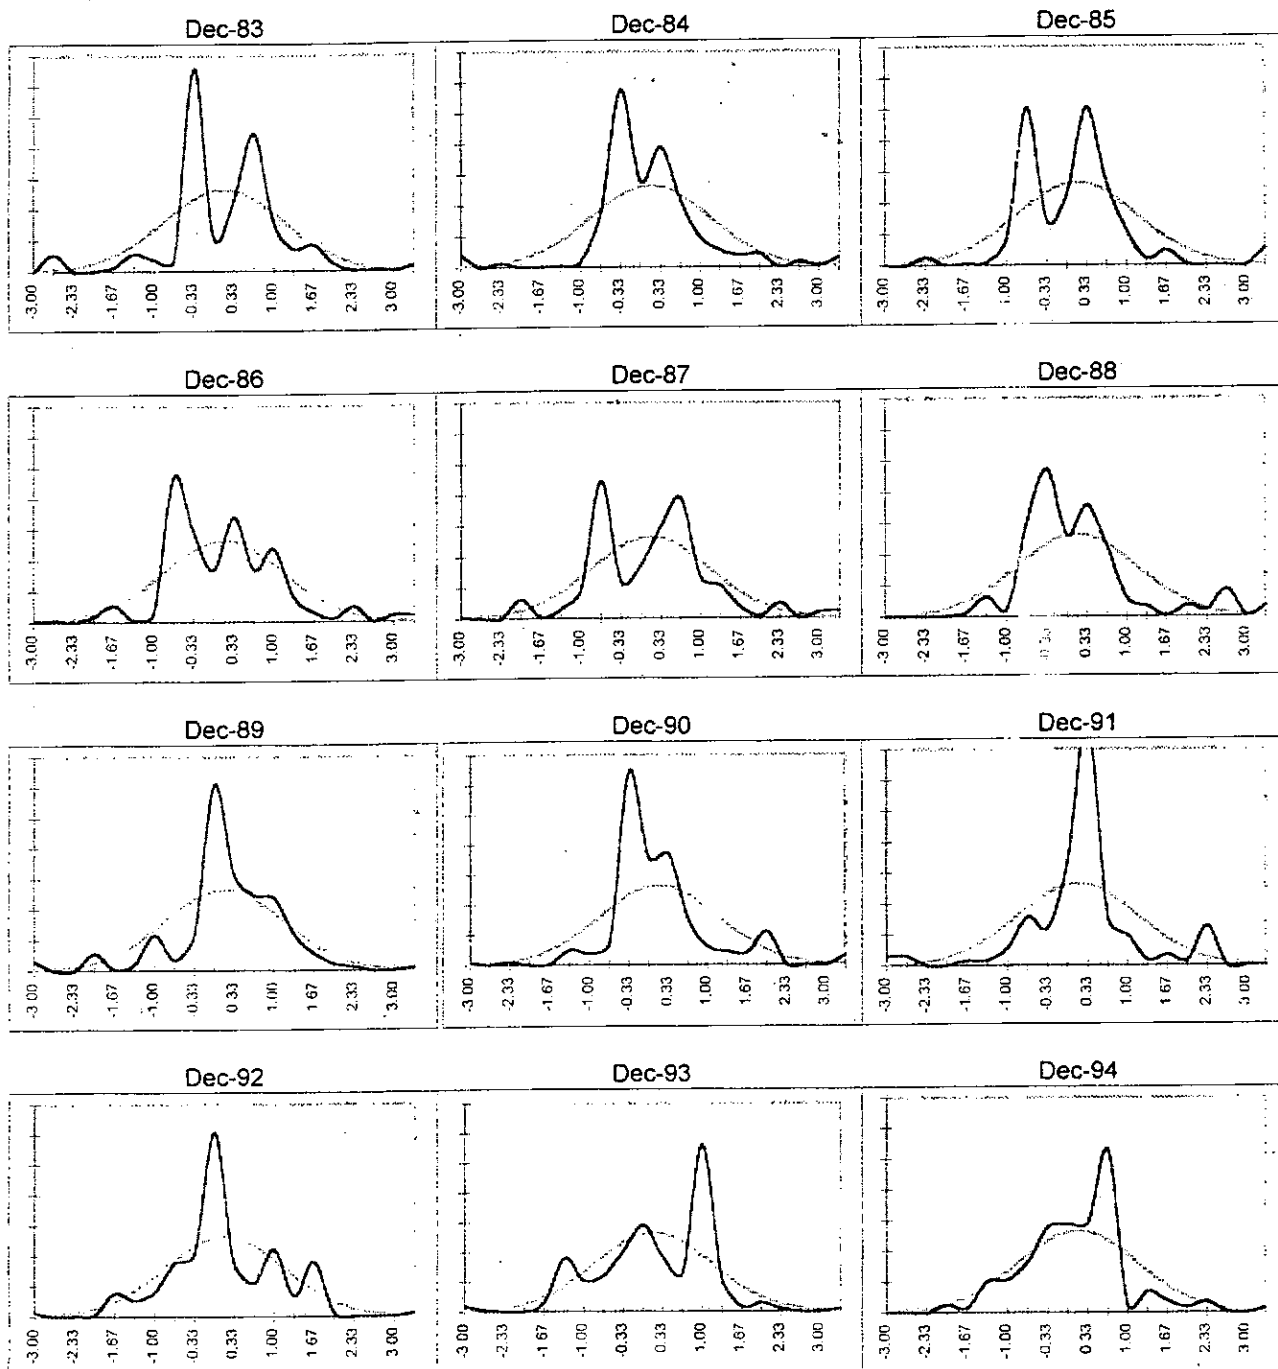 Dec-83 Dec-84 Dec-85
-3.00 -2.33 -1.67 -1.00 -0.33 0.33 1.00 1.67 2.33 3.00 -3.00 -2.33 -1.67 -1.00 -0.33 0.33 1.00 1.67 2.33 3.00 -3.00 -2.33 -1.67 1.00 -0.33 0.33 1.00 1.67 2.33 3.00
Dec-86 Dec-87 Dec-88
-3.00 -2.33 -1.67 -1.00 -0.33 0.33 1.00 1.67 2.33 3.00 -3.00 -2.33 -1.67 -1.00 -0.33 0.33 1.00 1.67 2.33 3.00 -3.00 -2.33 -1.67 -1.00 0.33 1.00 1.67 2.33 3.00
Dec-89 Dec-90 Dec-91
-3.00 -2.33 -1.67 -1.00 -0.33 0.33 1.00 1.67 2.33 3.00 -3.00 -2.33 -1.67 -1.00 -0.33 0.33 1.00 1.67 2.33 3.00 -3.00 -2.33 -1.67 -1.00 -0.33 0.33 1.00 1.67 2.33 3.00
Dec-92 Dec-93 Dec-94
-3.00 -2.33 -1.67 -1.00 -0.33 0.33 1.00 1.67 2.33 3.00 -3.00 -2.33 -1.67 -1.00 -0.33 0.33 1.00 1.67 2.33 3.00 -3.00 -2.33 -1.67 -1.00 -0.33 0.33 1.00 1.67 2.33 3.00